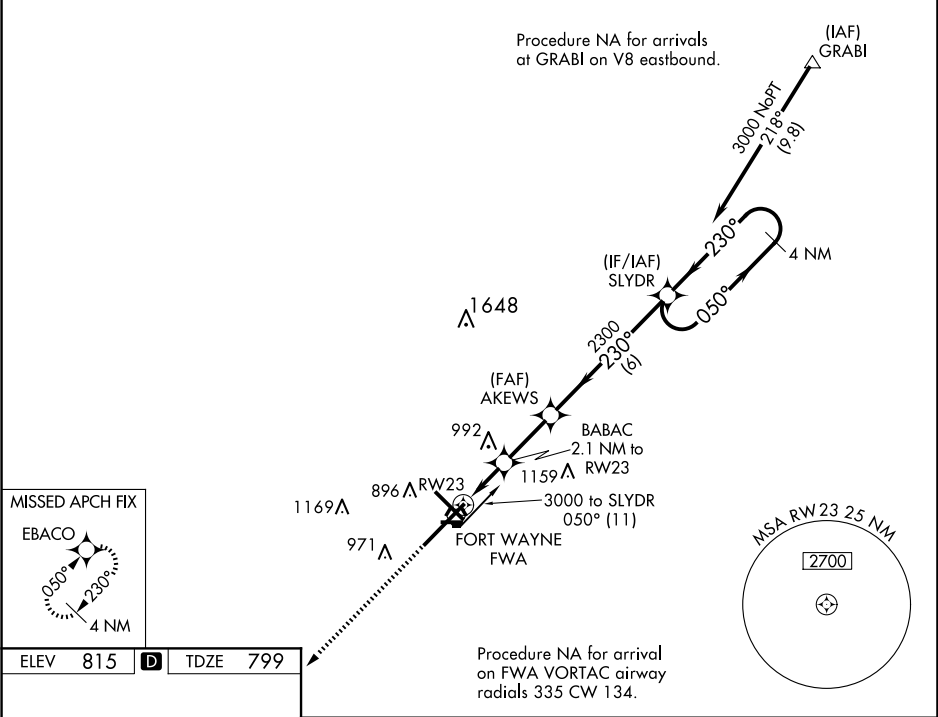 Procedure NA for arrivals
at GRABI on V8 eastbound.
(IAF)
GRABI
3000 NoPT
218°
(9.8)
230°
4 NM
050°
(IF/IAF)
SLYDR
1648
2300
230°
(6)
(FAF)
AKEWS
992
BABAC
2.1 NM to
RW23
1159
896
RW23
1169
3000 to SLYDR
050° (11)
971
FORT WAYNE
FWA
MISSED APCH FIX
EBACO
050°
230°
4 NM
MSA RW23 25 NM
2700
ELEV 815 D TDZE 799
Procedure NA for arrival
on FWA VORTAC airway
radials 335 CW 134.